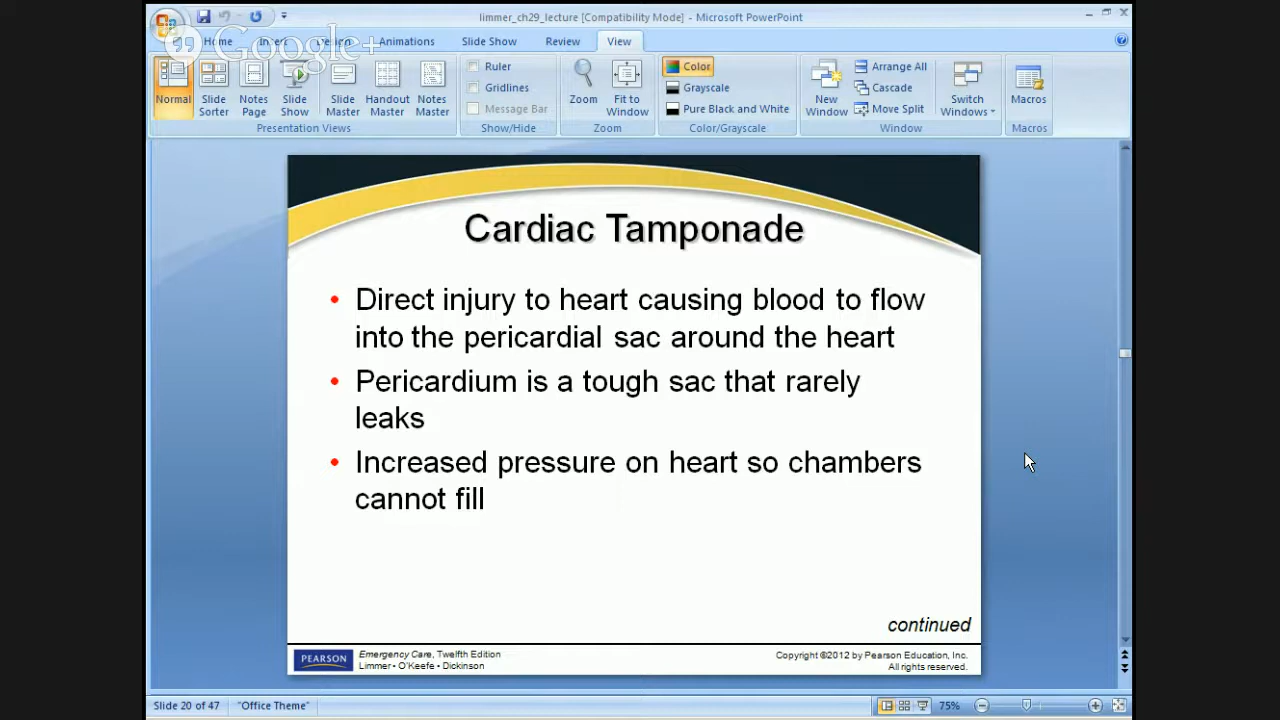 limmer_ch29_lecture [Compatibility Mode] - Microsoft PowerPoint
Google+
Home Insert Design Animations Slide Show Review View
Normal
Slide Sorter
Notes Page
Slide Show
Slide Master
Handout Master
Notes Master
Presentation Views
Ruler
Gridlines
Message Bar
Show/Hide
Zoom
Fit to Window
Zoom
Color
Grayscale
Pure Black and White
Color/Grayscale
New Window
Arrange All
Cascade
Move Split
Switch Windows
Window
Macros
Macros
Cardiac Tamponade
• Direct injury to heart causing blood to flow
into the pericardial sac around the heart
• Pericardium is a tough sac that rarely
leaks
• Increased pressure on heart so chambers
cannot fill
continued
PEARSON
Emergency Care, Twelfth Edition
Limmer • O'Keefe • Dickinson
Copyright ©2012 by Pearson Education, Inc.
All rights reserved.
Slide 20 of 47 "Office Theme" 75%